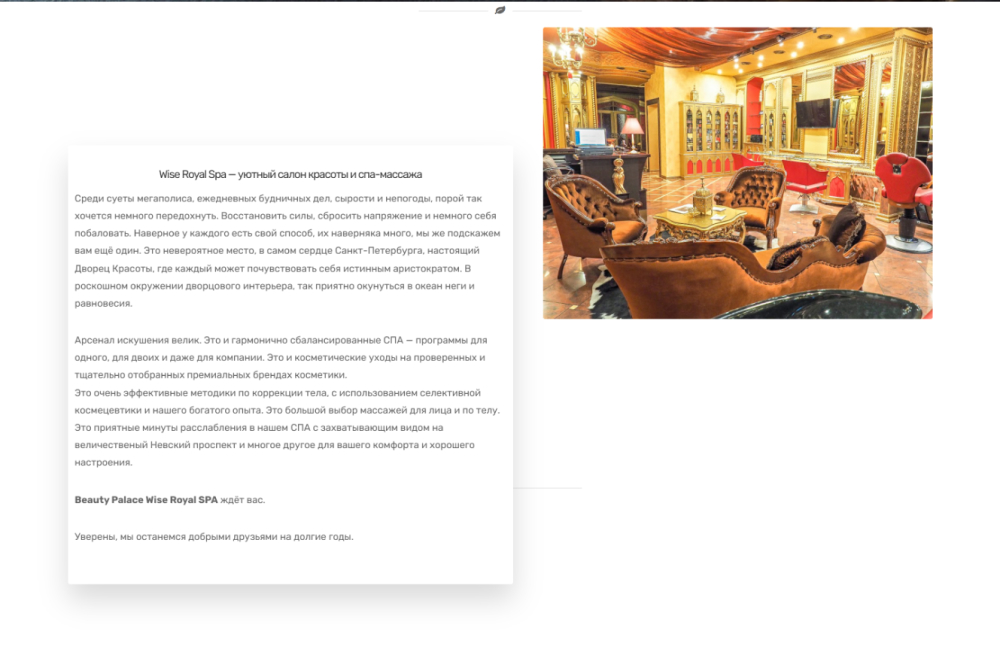 Wise Royal Spa — уютный салон красоты и спа-массажа
Среди суеты мегаполиса, ежедневных будничных дел, сырости и непогоды, порой так
хочется немного передохнуть. Восстановить силы, сбросить напряжение и немного себя
побаловать. Наверное у каждого есть свой способ, их наверняка много, мы же подскажем
вам ещё один. Это невероятное место, в самом сердце Санкт-Петербурга, настоящий
Дворец Красоты, где каждый может почувствовать себя истинным аристократом. В
роскошном окружении дворцового интерьера, так приятно окунуться в океан неги и
равновесия.
Арсенал искушения велик. Это и гармонично сбалансированные СПА — программы для
одного, для двоих и даже для компании. Это и косметические уходы на проверенных и
тщательно отобранных премиальных брендах косметики.
Это очень эффективные методики по коррекции тела, с использованием селективной
космецевтики и нашего богатого опыта. Это большой выбор массажей для лица и по телу.
Это приятные минуты расслабления в нашем СПА с захватывающим видом на
величественый Невский проспект и многое другое для вашего комфорта и хорошего
настроения.
Beauty Palace Wise Royal SPA ждёт вас.
Уверены, мы останемся добрыми друзьями на долгие годы.